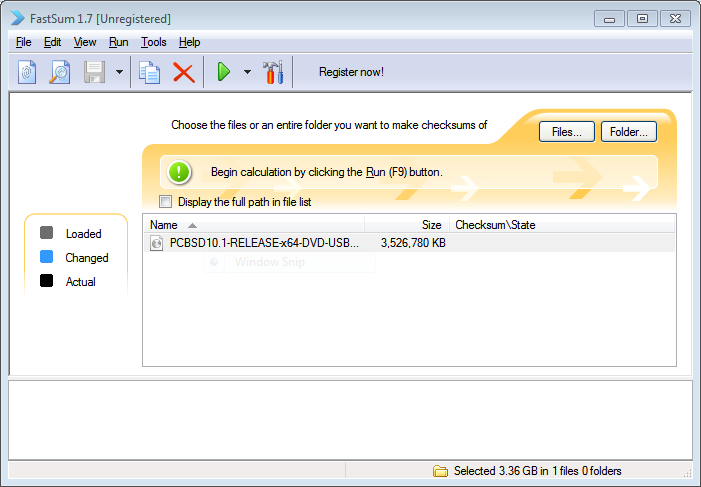 FastSum 1.7 [Unregistered]
File Edit View Run Tools Help
Register now!
Choose the files or an entire folder you want to make checksums of
Files... Folder...
Begin calculation by clicking the Run (F9) button.
Display the full path in file list
Name Size Checksum\State
PCBSD10.1-RELEASE-x64-DVD-USB... 3,526,780 KB
Window Snip
Loaded
Changed
Actual
Selected 3.36 GB in 1 files 0 folders